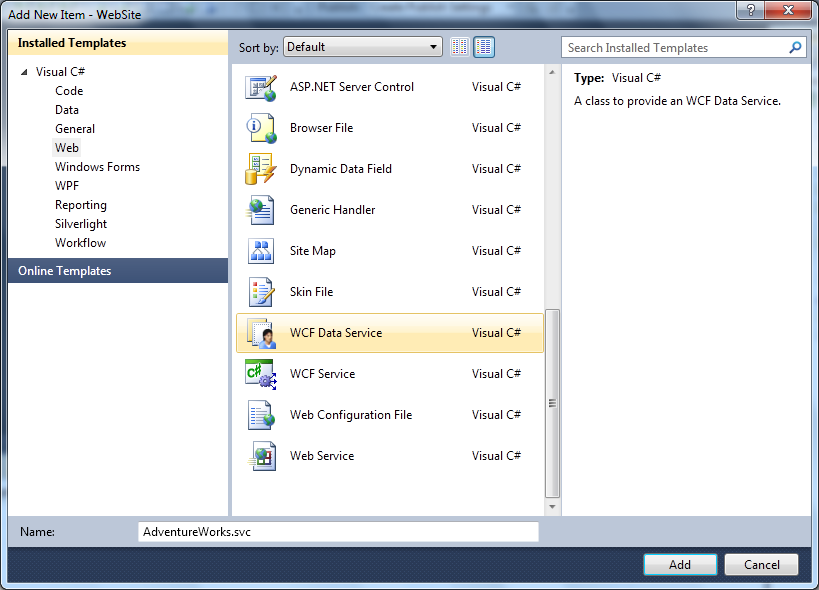 Add New Item - WebSite
Installed Templates
Visual C#
Code
Data
General
Web
Windows Forms
WPF
Reporting
Silverlight
Workflow
Online Templates
Sort by: Default
ASP.NET Server Control Visual C#
Browser File Visual C#
Dynamic Data Field Visual C#
Generic Handler Visual C#
Site Map Visual C#
Skin File Visual C#
WCF Data Service Visual C#
WCF Service Visual C#
Web Configuration File Visual C#
Web Service Visual C#
Search Installed Templates
Type: Visual C#
A class to provide an WCF Data Service.
Name: AdventureWorks.svc
Add Cancel